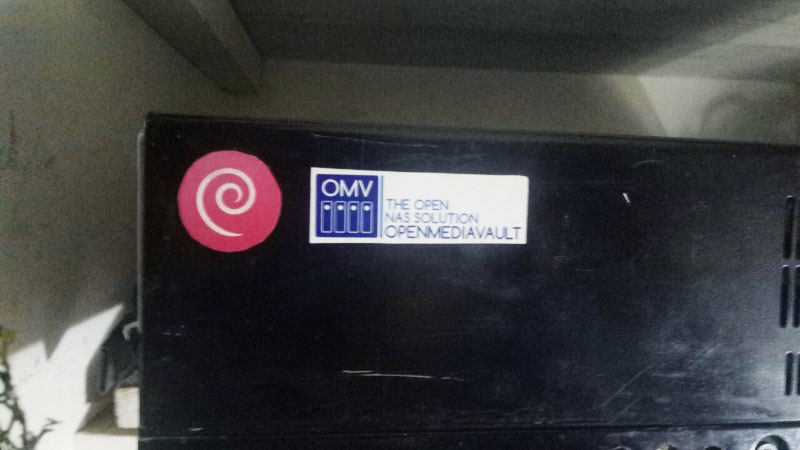 OMV
THE OPEN
NAS SOLUTION
OPENMEDIAVAULT